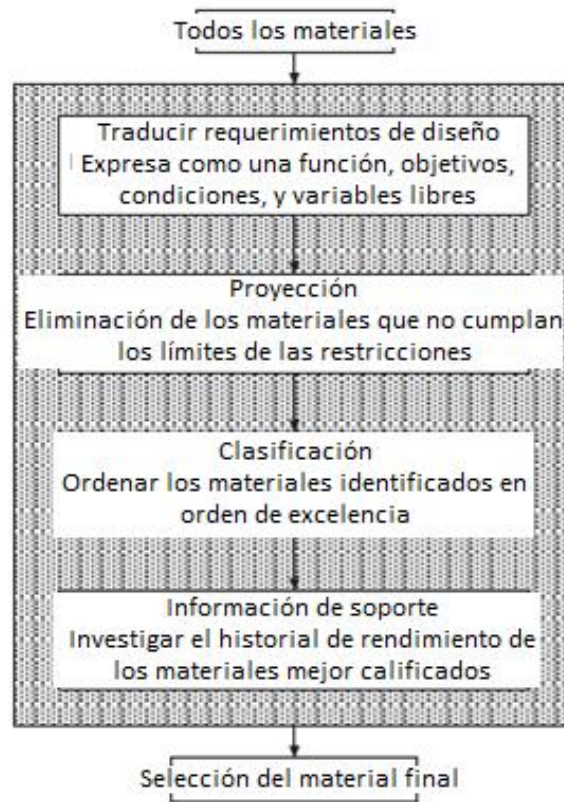 Todos los materiales
Traducir requerimientos de diseño
Expresa como una función, objetivos,
condiciones, y variables libres
Proyección
Eliminación de los materiales que no cumplan
los límites de las restricciones
Clasificación
Ordenar los materiales identificados en
orden de excelencia
Información de soporte
Investigar el historial de rendimiento de
los materiales mejor calificados
Selección del material final